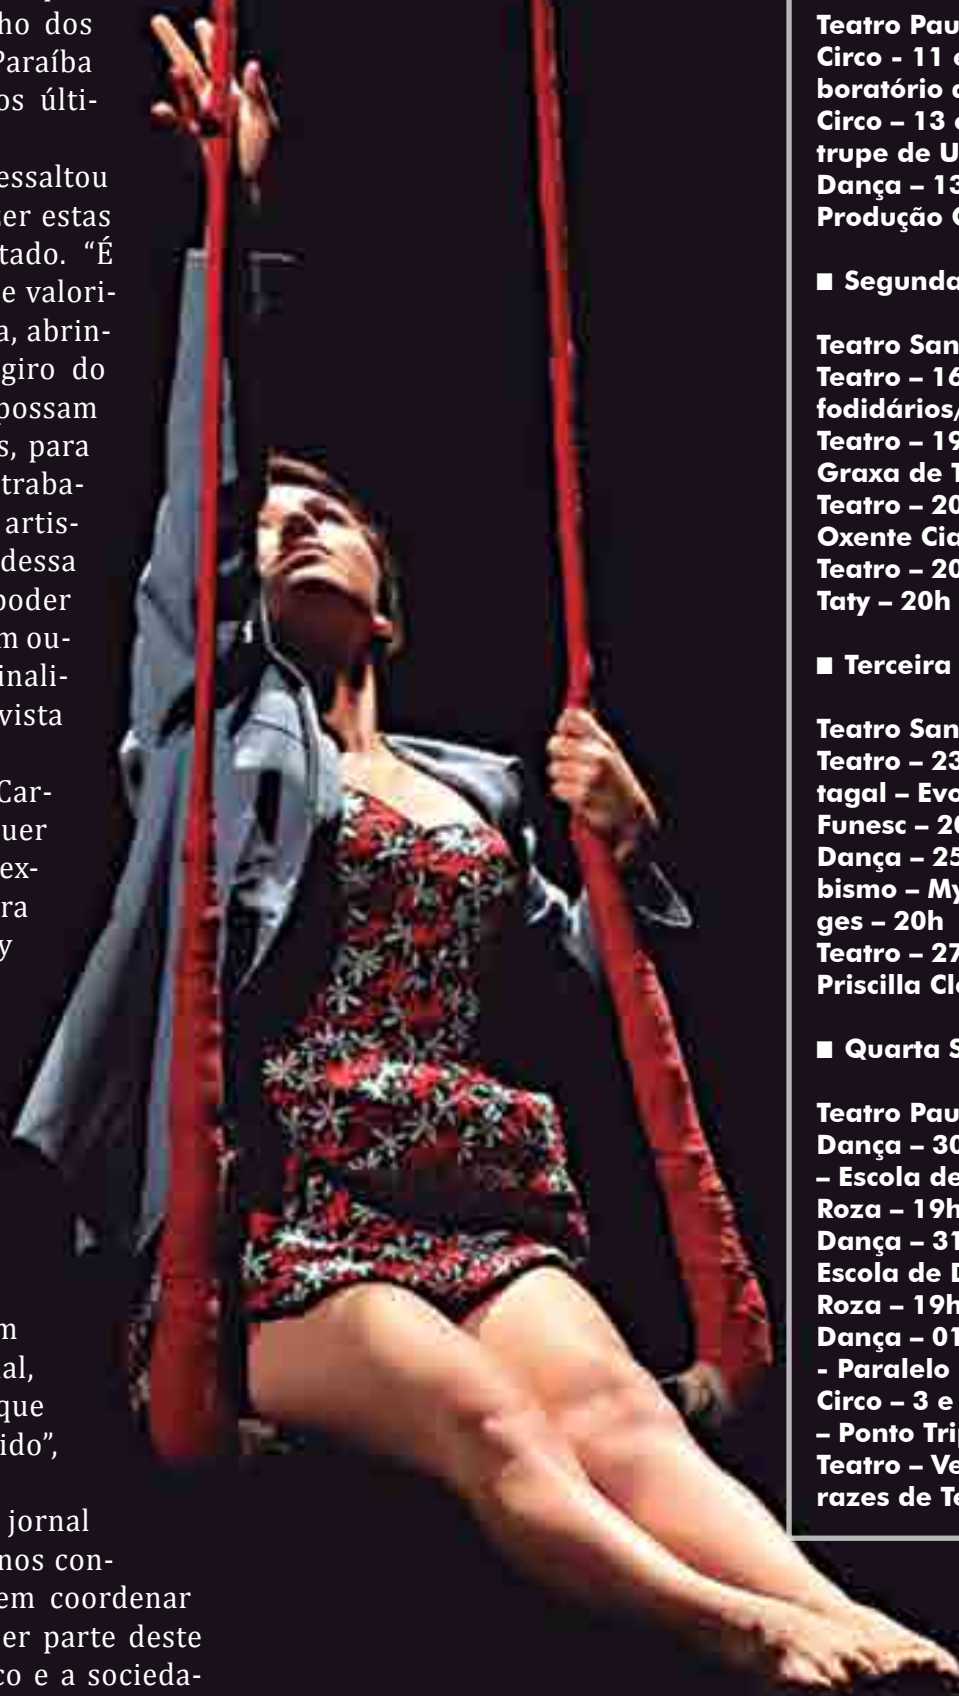 ho dos
Paraíba
os últi-
essaltou
zer estas
tado. “É
e valori-
a, abrin-
giro do
possam
s, para
traba-
artis-
dessa
poder
m ou-
inali-
vista
Car-
uer
ex-
ra
y
m
al,
que
ido”,
jornal
nos con-
em coordenar
er parte deste
co e a socieda-
Teatro Pau
Circo - 11 e
boratório d
Circo – 13 e
trupe de U
Dança – 13
Produção C
■ Segunda
Teatro San
Teatro – 16
fodidários/
Teatro – 19
Graxa de T
Teatro – 20
Oxente Cia
Teatro – 20
Taty – 20h
■ Terceira
Teatro San
Teatro – 23
tagal – Evo
Funesc – 20
Dança – 25
bismo – My
ges – 20h
Teatro – 27
Priscilla Cle
■ Quarta S
Teatro Pau
Dança – 30
– Escola de
Roza – 19h
Dança – 31
Escola de D
Roza – 19h
Dança – 01
- Paralelo
Circo – 3 e
– Ponto Trip
Teatro – Ve
razes de Te